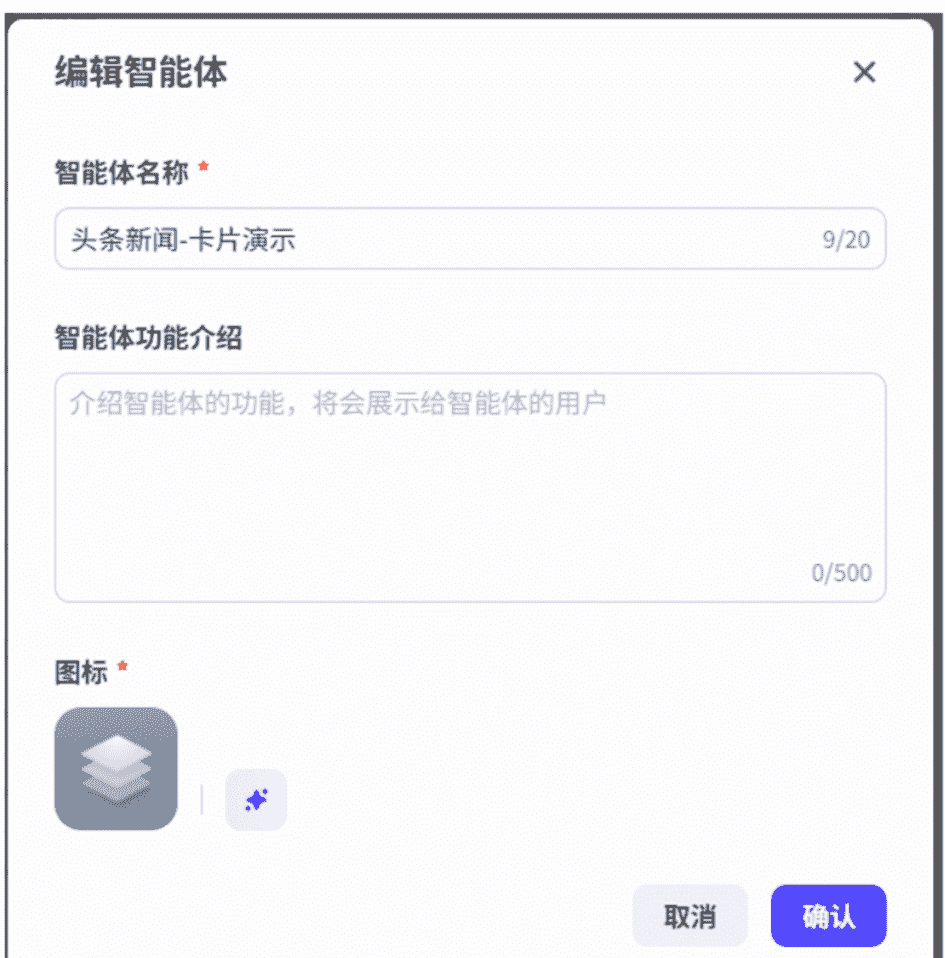 编辑智能体
智能体名称 *
头条新闻-卡片演示 9/20
智能体功能介绍
介绍智能体的功能，将会展示给智能体的用户
0/500
图标 *
取消 确认